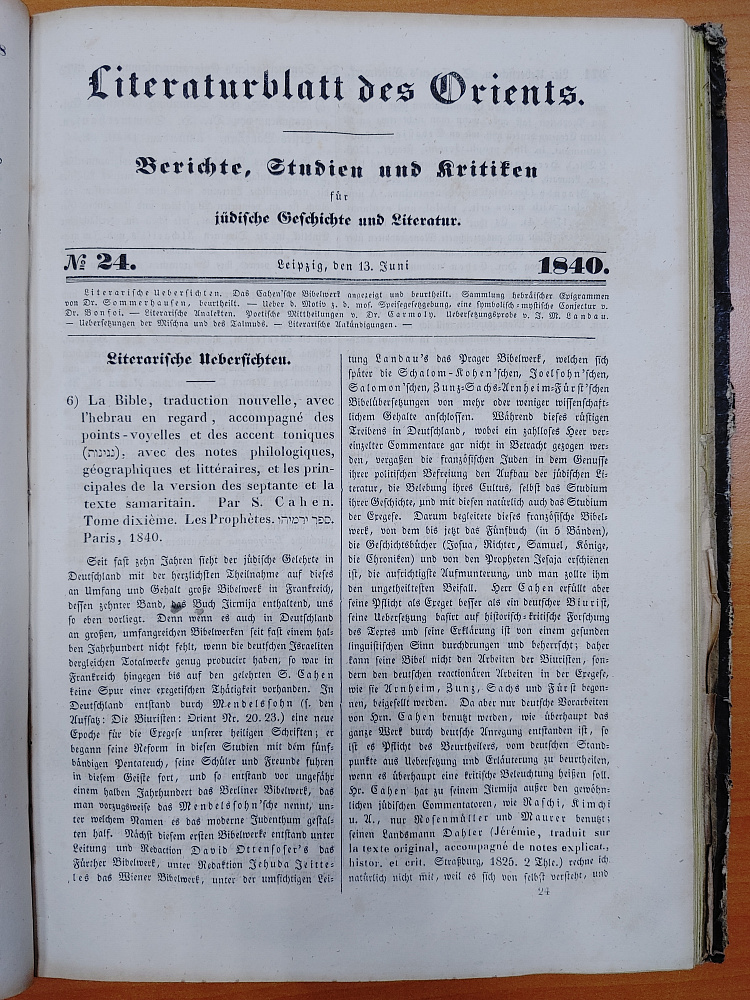 Literaturblatt des Orients.
Berichte, Studien und Kritiken
für
jüdische Geschichte und Literatur.
№ 24.
Leipzig, den 13. Juni
1840.
Literarische Uebersichten. Das Cahen'sche Bibelwerk angezeigt und beurtheilt. Sammlung hebräischer Epigrammen
von Dr. Sommerhausen, beurtheilt. — Ueber d. Motiv z. d. mos. Speisegesetzgebung, eine symbolisch-mystische Conjectur v.
Dr. Bonfoi. — Literarische Analekten. Poetische Mittheilungen v. Dr. Carmoly. Uebersetzungsprobe v. J. M. Landau.
— Uebersetzungen der Mischna und des Talmuds. — Literarische Ankündigungen. —
Literarische Uebersichten.
6) La Bible, traduction nouvelle, avec
l'hebrau en regard, accompagné des
points-voyelles et des accent toniques
(נגינות), avec des notes philologiques,
géographiques et littéraires, et les prin-
cipales de la version des septante et la
texte samaritain. Par S. Cahen.
Tome dixième. Les Prophètes. ספר ירמיהו.
Paris, 1840.
Seit fast zehn Jahren sieht der jüdische Gelehrte in
Deutschland mit der herzlichsten Theilnahme auf dieses
an Umfang und Gehalt große Bibelwerk in Frankreich,
dessen zehnter Band, das Buch Jirmija enthaltend, uns
so eben vorliegt. Denn wenn es auch in Deutschland
an großen, umfangreichen Bibelwerken seit fast einem hal-
ben Jahrhundert nicht fehlt, wenn die deutschen Israeliten
dergleichen Totalwerke genug producirt haben, so war in
Frankreich hingegen bis auf den gelehrten S. Cahen
keine Spur einer exegetischen Thätigkeit vorhanden. In
Deutschland entstand durch Mendelssohn (s. den
Aufsatz: Die Biuristen: Orient Nr. 20. 23.) eine neue
Epoche für die Exegese unserer heiligen Schriften; er
begann seine Reform in diesen Studien mit dem fünf-
bändigen Pentateuch, seine Schüler und Freunde fuhren
in diesem Geiste fort, und so entstand vor ungefähr
einem halben Jahrhundert das Berliner Bibelwerk, das
man vorzugsweise das Mendelssohn'sche nennt, un-
ter welchem Namen es das moderne Judenthum gestal-
ten half. Nächst diesem ersten Bibelwerke entstand unter
Leitung und Redaction David Ottensoser's das
Fürther Bibelwerk, unter Redaktion Jehuda Jeitte-
les das Wiener Bibelwerk, unter der umsichtigen Lei-
tung Landau's das Prager Bibelwerk, welchen sich
später die Schalom-Kohen'schen, Joelsohn'schen,
Salomon'schen, Zunz-Sachs-Arnheim-Fürst'schen
Bibelübersetzungen von mehr oder weniger wissenschaft-
lichem Gehalte anschlossen. Während dieses rüstigen
Treibens in Deutschland, wobei ein zahlloses Heer ver-
einzelter Commentare gar nicht in Betracht gezogen wer-
den, vergaßen die französischen Juden in dem Genusse
ihrer politischen Befreiung den Aufbau der jüdischen Li-
teratur, die Belebung ihres Cultus, selbst das Studium
ihrer Geschichte, und mit diesen natürlich auch das Studium
der Exegese. Darum begleitete dieses französische Bibel-
werk, von dem bis jetzt das Fünfbuch (in 5 Bänden),
die Geschichtsbücher (Josua, Richter, Samuel, Könige,
die Chroniken) und von den Propheten Jesaja erschienen
ist, die aufrichtigste Aufmunterung, und man zollte ihm
den ungetheiltesten Beifall. Herr Cahen erfüllt aber
seine Pflicht als Exeget besser als ein deutscher Biurist,
seine Uebersetzung basirt auf historisch-kritische Forschung
des Textes und seine Erklärung ist von einem gesunden
linguistischen Sinn durchdrungen und beherrscht; daher
kann seine Bibel nicht den Arbeiten der Biuristen, son-
dern den deutschen reactionären Arbeiten in der Exegese,
wie sie Arnheim, Zunz, Sachs und Fürst begon-
nen, beigesellt werden. Da aber nur deutsche Vorarbeiten
von Hrn. Cahen benutzt werden, wie überhaupt das
ganze Werk durch deutsche Anregung entstanden ist, so
ist es Pflicht des Beurtheilers, vom deutschen Stand-
punkte aus Uebersetzung und Erläuterung zu beurtheilen,
wenn es überhaupt eine kritische Beleuchtung heißen soll.
Hr. Cahen hat zu seinem Jirmija außer den gewöhn-
lichen jüdischen Commentatoren, wie Raschi, Kimchi
u. A., nur Rosenmüller und Maurer benutzt;
seinen Landsmann Dahler (Jérémie, traduit sur
la texte original, accompagné de notes explicat.,
histor. et crit. Straßburg, 1825. 2 Thle.) rechne ich
natürlich nicht mit, weil es sich von selbst versteht, und
24